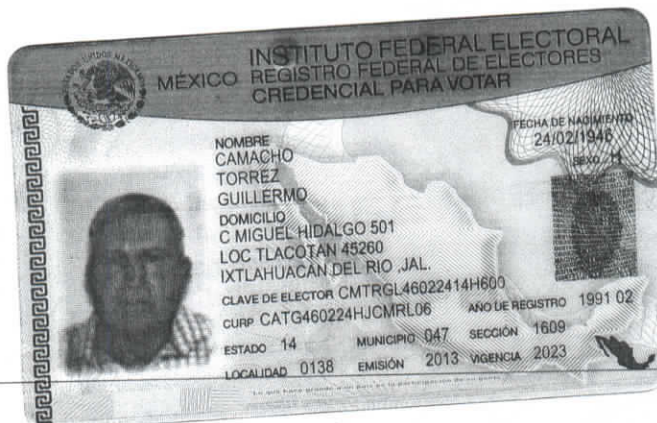 INSTITUTO FEDERAL ELECTORAL
MÉXICO REGISTRO FEDERAL DE ELECTORES
CREDENCIAL PARA VOTAR
FECHA DE NACIMIENTO
24/02/1946
SEXO H
NOMBRE
CAMACHO
TORREZ
GUILLERMO
DOMICILIO
C MIGUEL HIDALGO 501
LOC TLACOTAN 45260
IXTLAHUACAN DEL RIO ,JAL.
CLAVE DE ELECTOR CMTRGL46022414H600
CURP CATG460224HJCMRL06 AÑO DE REGISTRO 1991 02
ESTADO 14 MUNICIPIO 047 SECCIÓN 1609
LOCALIDAD 0138 EMISIÓN 2013 VIGENCIA 2023